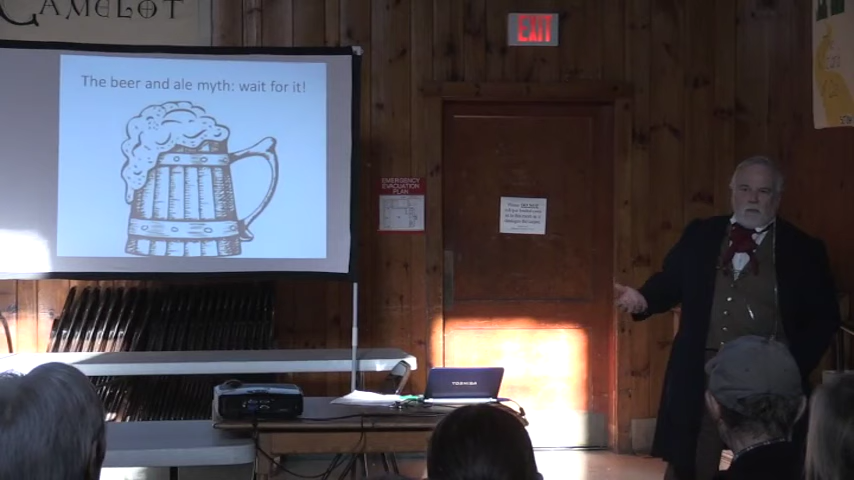 CAMELOT
EXIT
The beer and ale myth: wait for it!
EMERGENCY
EVACUATION
PLAN
TOSHIBA